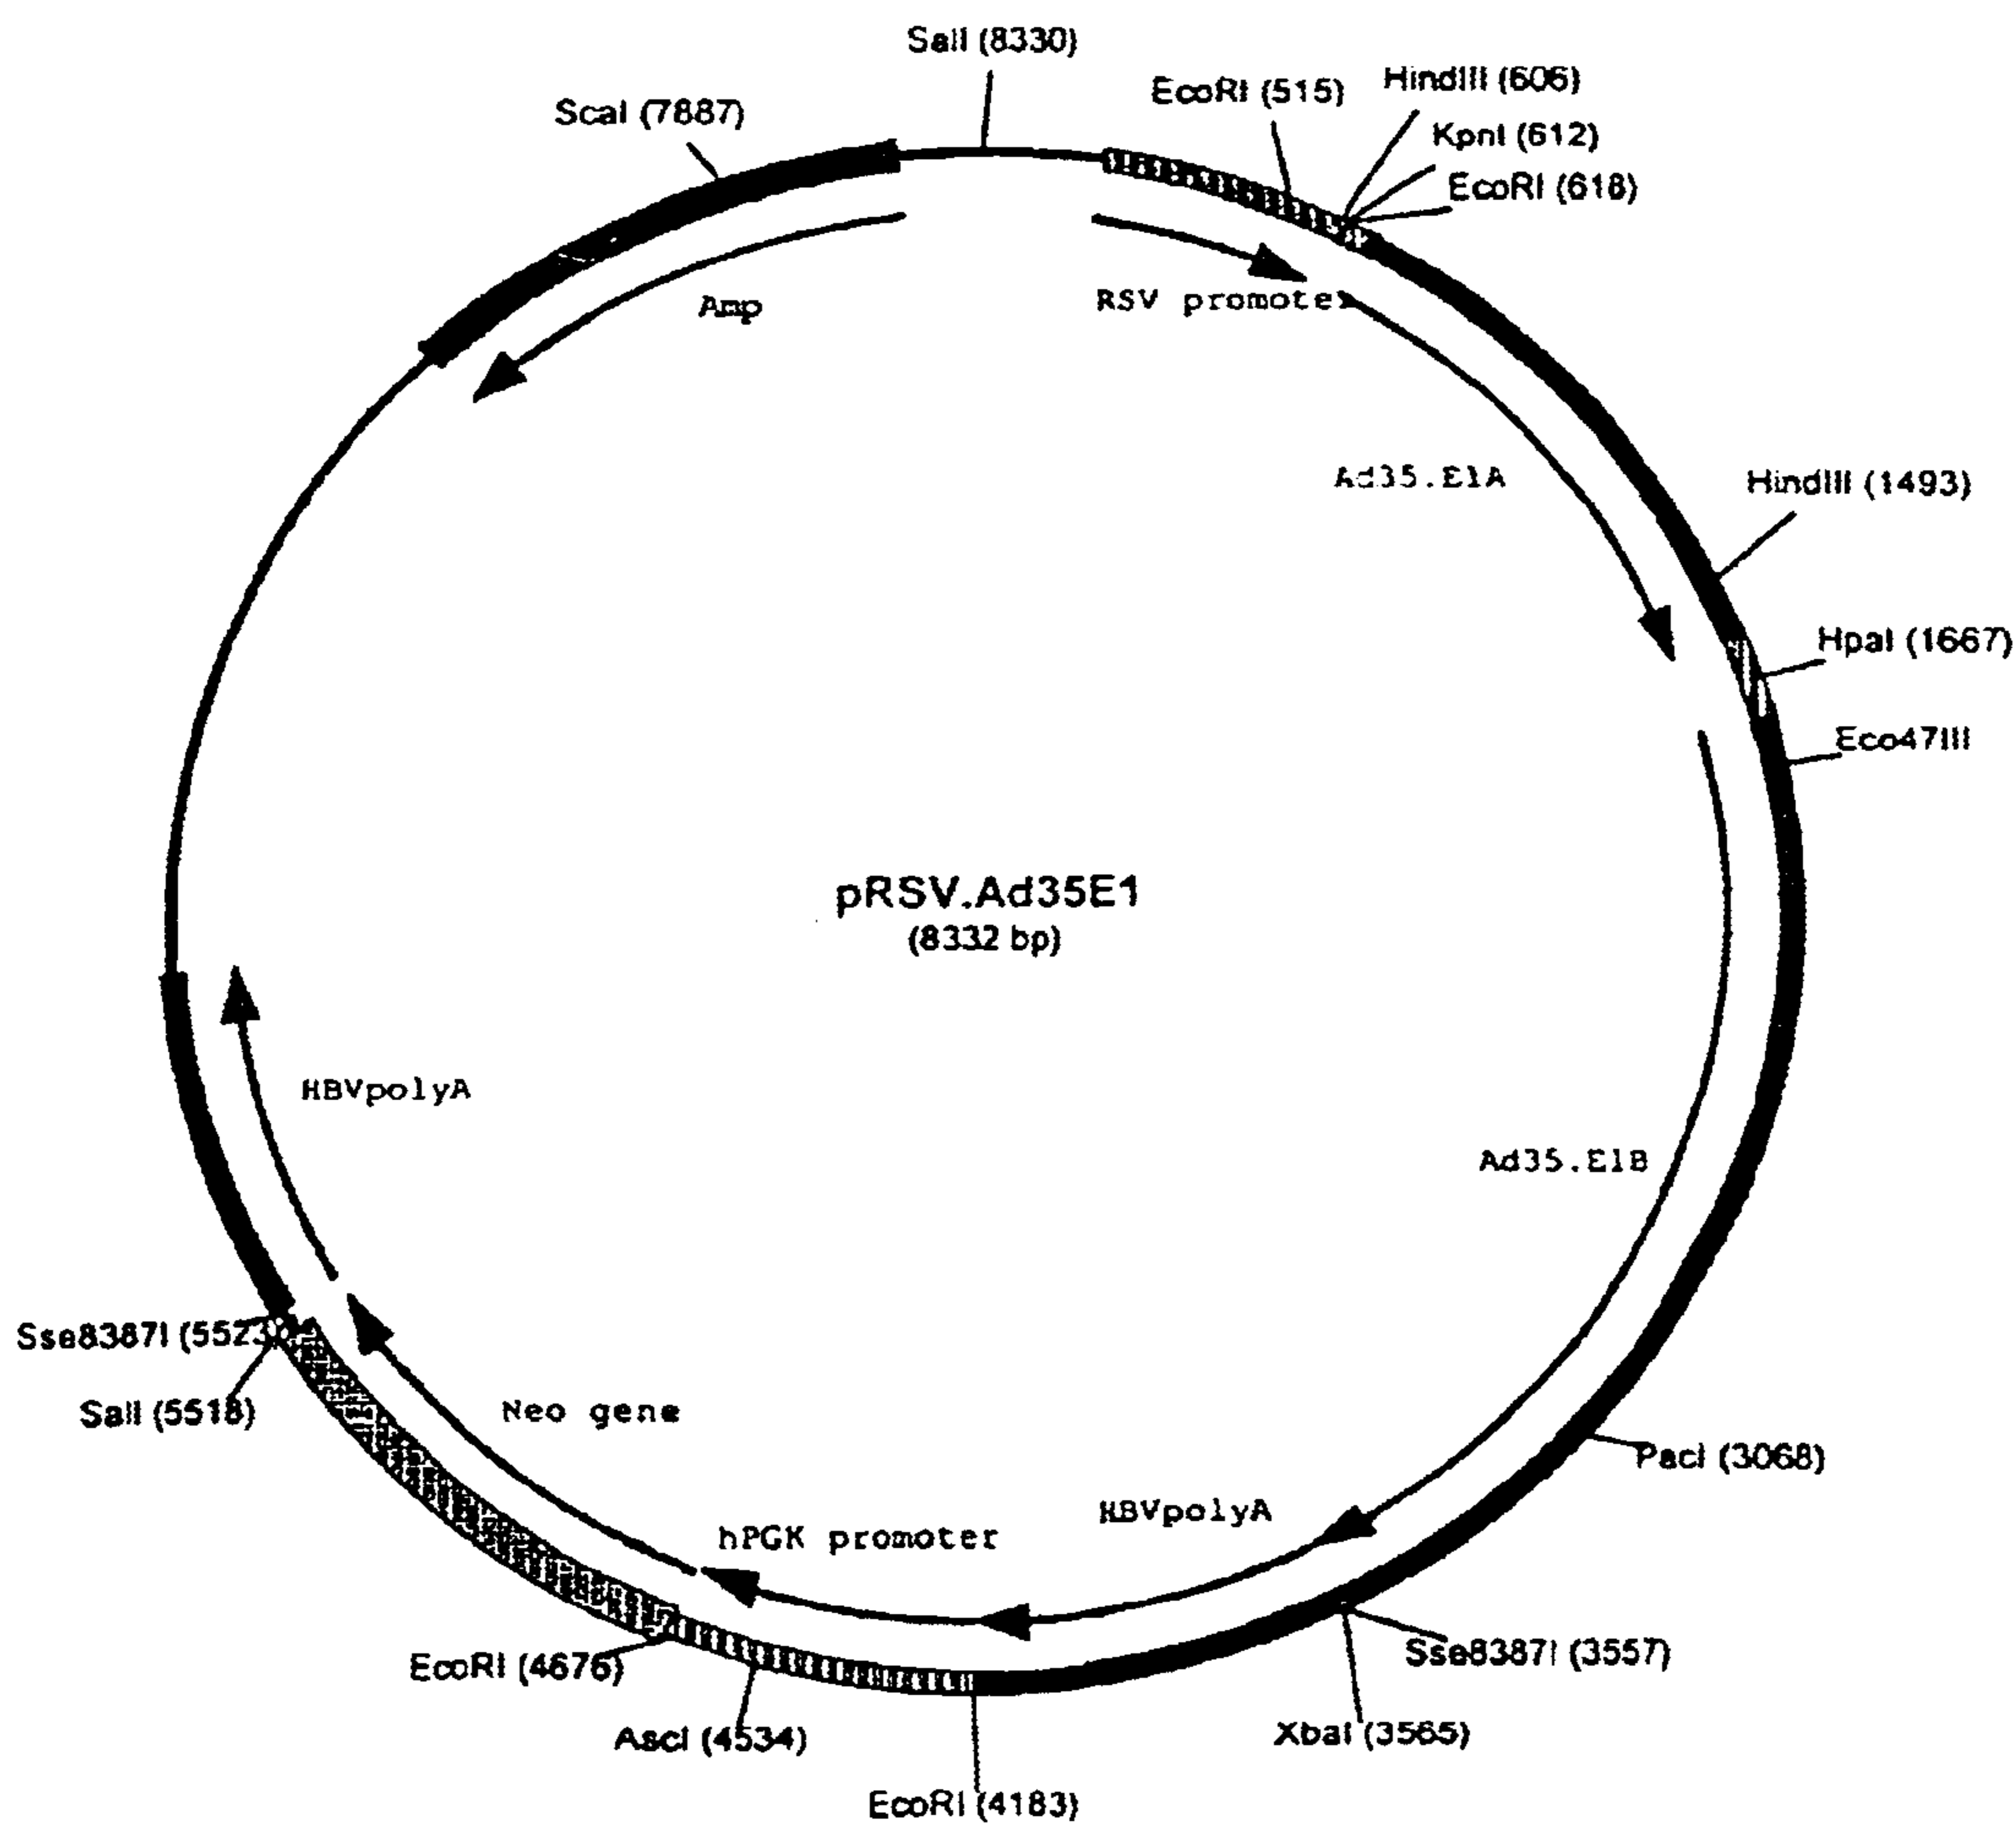 SalI (8330)
EcoRI (515)
HindIII (606)
KpnI (612)
EcoRI (618)
ScaI (7887)
Amp
RSV promoter
Ad35.E1A
HindIII (1493)
HpaI (1667)
Eco47III
pRSV.Ad35E1
(8332 bp)
HBVpolyA
Ad35.E1B
Sse8387I (5523)
SalI (5518)
Neo gene
PacI (3068)
HBVpolyA
hPGK promoter
Sse8387I (3557)
EcoRI (4676)
XbaI (3565)
AscI (4534)
EcoRI (4183)